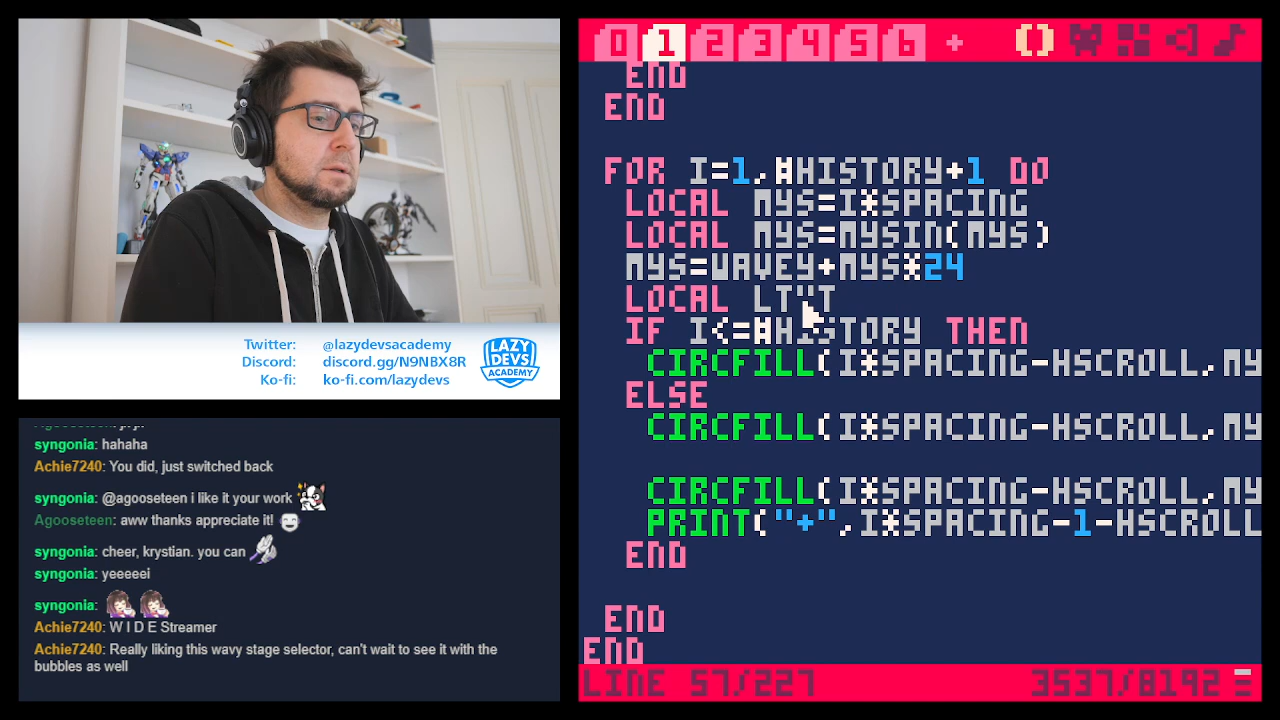 Twitter: @lazydevsacademy
Discord: discord.gg/N9NBX8R
Ko-fi: ko-fi.com/lazydevs
LAZY
DEVS
ACADEMY
syngonia: hahaha
Achie7240: You did, just switched back
syngonia: @agooseteen i like it your work
Agooseteen: aww thanks appreciate it!
syngonia: cheer, krystian. you can
syngonia: yeeeeei
syngonia:
Achie7240: W I D E Streamer
Achie7240: Really liking this wavy stage selector, can't wait to see it with the
bubbles as well
0 1 2 3 4 5 6 +
END
END
FOR I=1,#HISTORY+1 DO
LOCAL MYS=I*SPACING
LOCAL MYS=MYSIN(MYS)
MYS=WAVEY+MYS*24
LOCAL LT"T
IF I<=#HISTORY THEN
CIRCFILL(I*SPACING-HSCROLL,MY
ELSE
CIRCFILL(I*SPACING-HSCROLL,MY
CIRCFILL(I*SPACING-HSCROLL,MY
PRINT("+",I*SPACING-1-HSCROLL
END
END
END
LINE 57/227 3537/8192